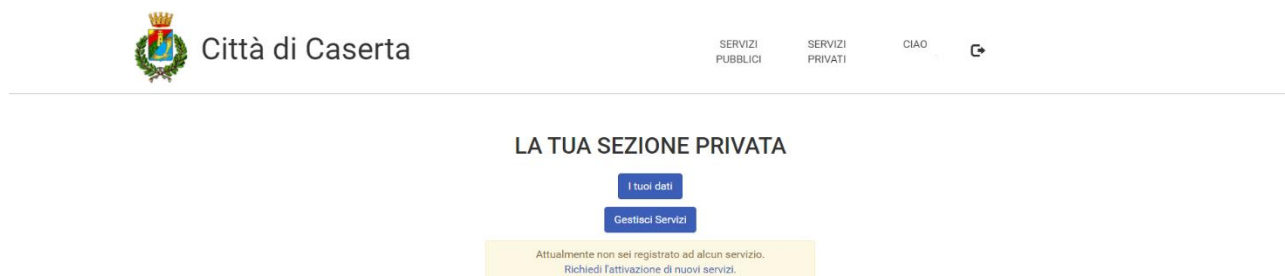 Città di Caserta
SERVIZI PUBBLICI
SERVIZI PRIVATI
CIAO
LA TUA SEZIONE PRIVATA
I tuoi dati
Gestisci Servizi
Attualmente non sei registrato ad alcun servizio.
Richiedi l'attivazione di nuovi servizi.